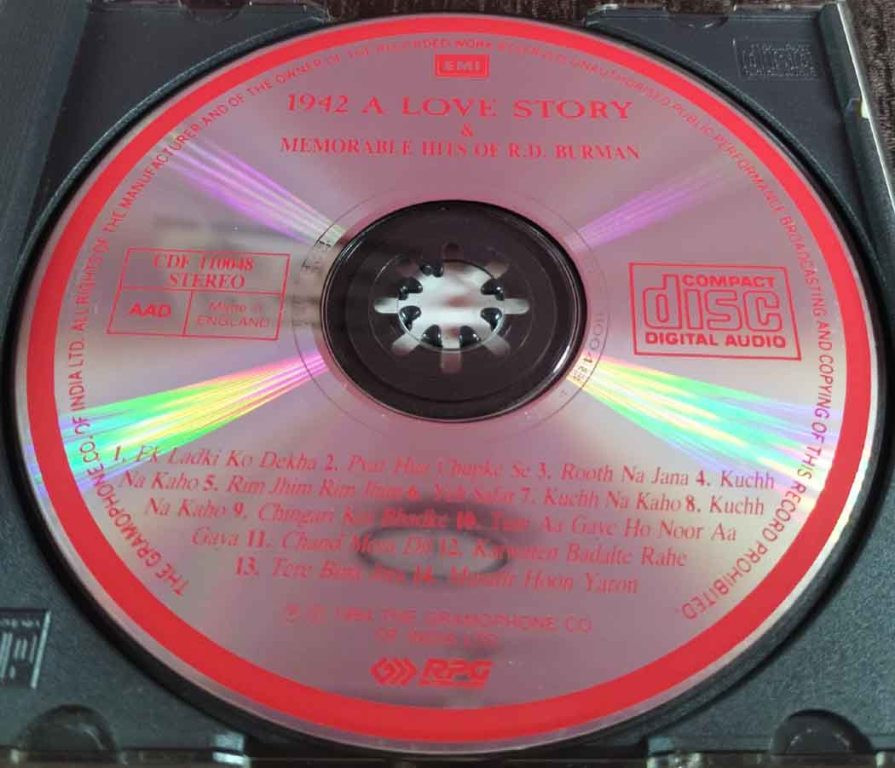 THE GRAMOPHONE CO. OF INDIA LTD. ALL RIGHTS OF THE MANUFACTURER AND OF THE OWNER OF THE RECORDED WORK RESERVED UNAUTHORISED PUBLIC PERFORMANCE BROADCASTING AND COPYING OF THIS RECORD PROHIBITED
EMI
1942 A LOVE STORY
&
MEMORABLE HITS OF R.D. BURMAN
CDF 110048
STEREO
AAD
Made in
ENGLAND
COMPACT
disc
DIGITAL AUDIO
1. Ek Ladki Ko Dekha 2. Pyar Hua Chupke Se 3. Rooth Na Jana 4. Kuchh
Na Kaho 5. Rim Jhim Rim Jhim 6. Yeh Safar 7. Kuchh Na Kaho 8. Kuchh
Na Kaho 9. Chingari Koi Bhadke 10. Tum Aa Gaye Ho Noor Aa
Gaya 11. Chand Mera Dil 12. Karwaten Badalte Rahe
13. Tere Bina Jiya 14. Musafir Hoon Yaron
℗ © 1994 THE GRAMOPHONE CO
OF INDIA LTD
RPG